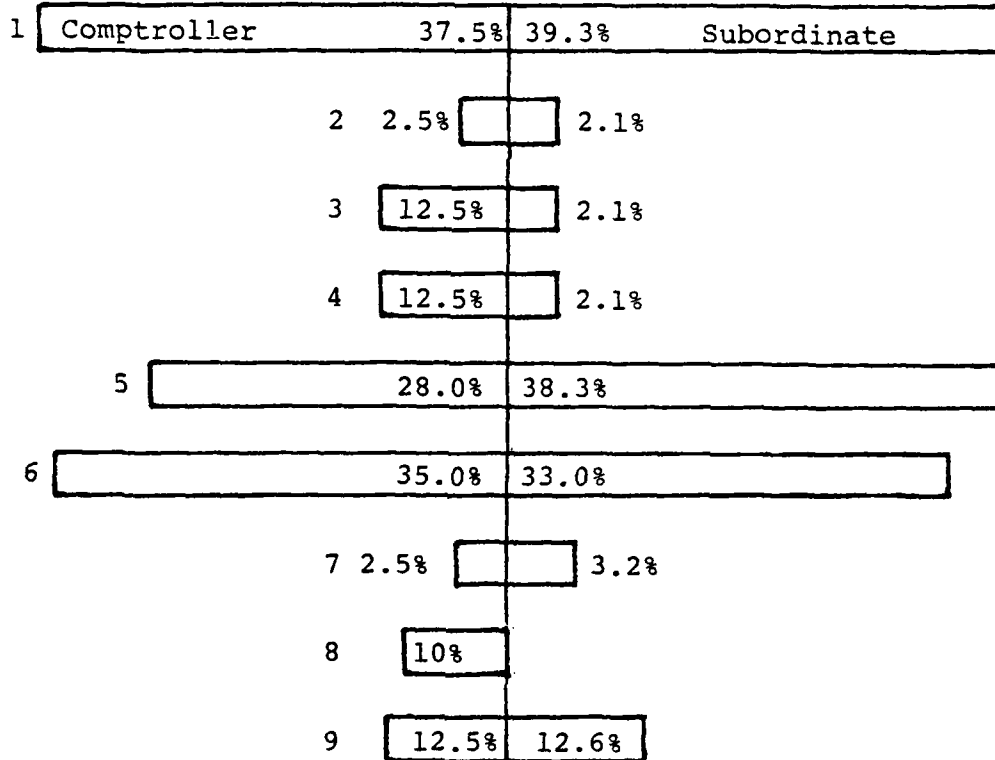 1 Comptroller 37.5% 39.3% Subordinate
2 2.5% 2.1%
3 12.5% 2.1%
4 12.5% 2.1%
5 28.0% 38.3%
6 35.0% 33.0%
7 2.5% 3.2%
8 10%
9 12.5% 12.6%